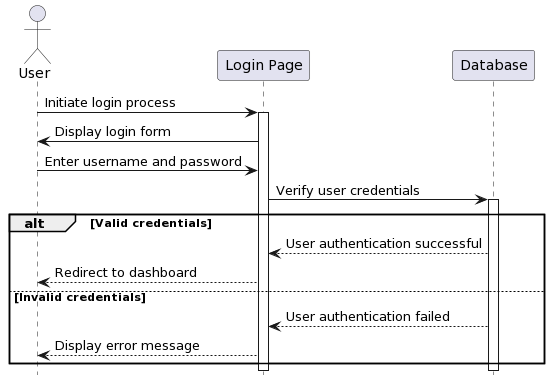 User
Login Page
Database
Initiate login process
Display login form
Enter username and password
Verify user credentials
alt [Valid credentials]
User authentication successful
Redirect to dashboard
[Invalid credentials]
User authentication failed
Display error message